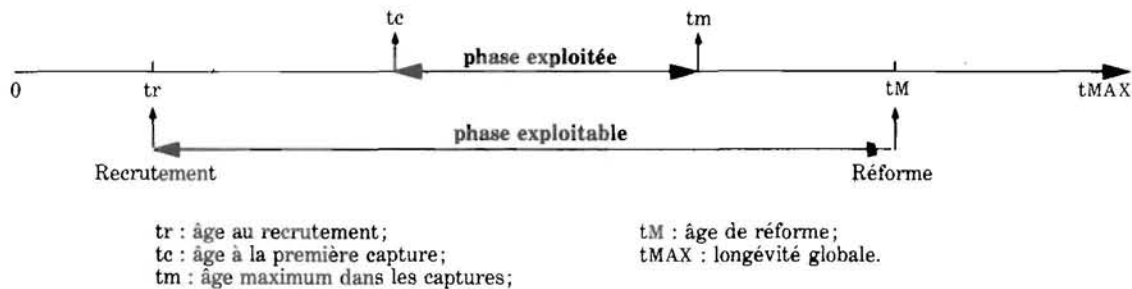 tc tm
phase exploitée
0 tr tM tMAX
phase exploitable
Recrutement Réforme
tr : âge au recrutement; tM : âge de réforme;
tc : âge à la première capture; tMAX : longévité globale.
tm : âge maximum dans les captures;